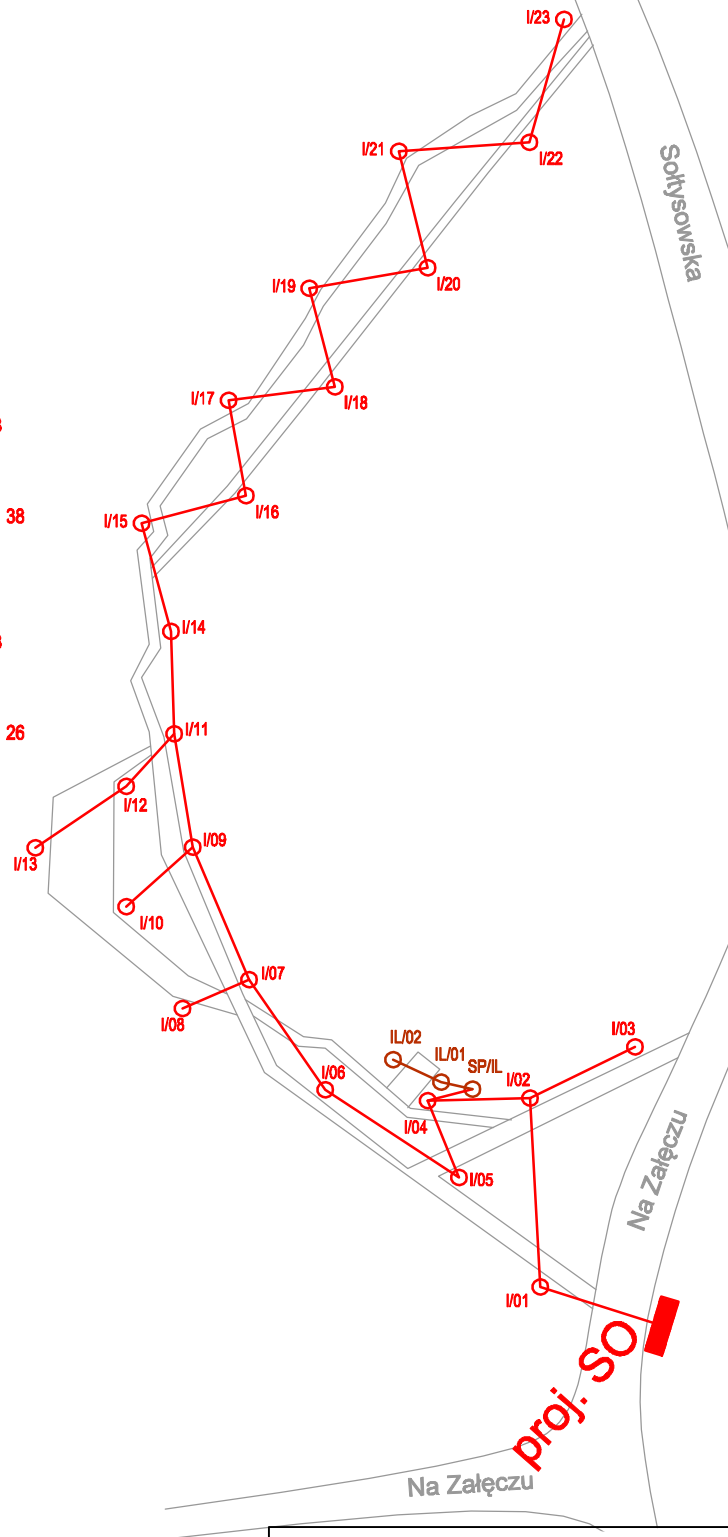 I/23
I/21
I/22
Sołtysowska
I/20
I/19
I/17
I/18
I/16
38
I/15
I/14
26
I/11
I/12
I/09
I/13
I/10
I/07
I/08
I/03
IL/02
IL/01
SP/IL
I/06
I/02
I/04
I/05
Na Załęczu
I/01
proj. SO
Na Załęczu